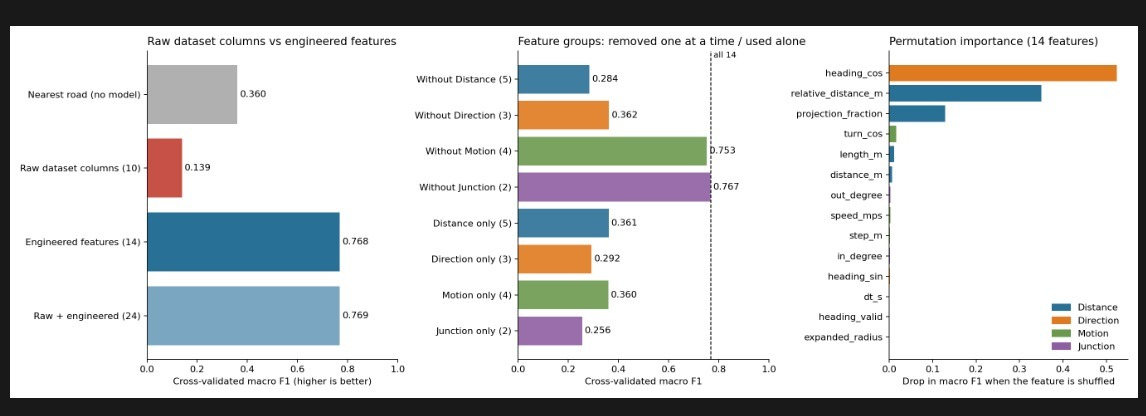 Raw dataset columns vs engineered features
Nearest road (no model)
0.360
Raw dataset columns (10)
0.139
Engineered features (14)
0.768
Raw + engineered (24)
0.769
0.0 0.2 0.4 0.6 0.8 1.0
Cross-validated macro F1 (higher is better)
Feature groups: removed one at a time / used alone
all 14
Without Distance (5)
0.284
Without Direction (3)
0.362
Without Motion (4)
0.753
Without Junction (2)
0.767
Distance only (5)
0.361
Direction only (3)
0.292
Motion only (4)
0.360
Junction only (2)
0.256
0.0 0.2 0.4 0.6 0.8 1.0
Cross-validated macro F1
Permutation importance (14 features)
heading_cos
relative_distance_m
projection_fraction
turn_cos
length_m
distance_m
out_degree
speed_mps
step_m
in_degree
heading_sin
dt_s
heading_valid
expanded_radius
Distance
Direction
Motion
Junction
0.0 0.1 0.2 0.3 0.4 0.5
Drop in macro F1 when the feature is shuffled